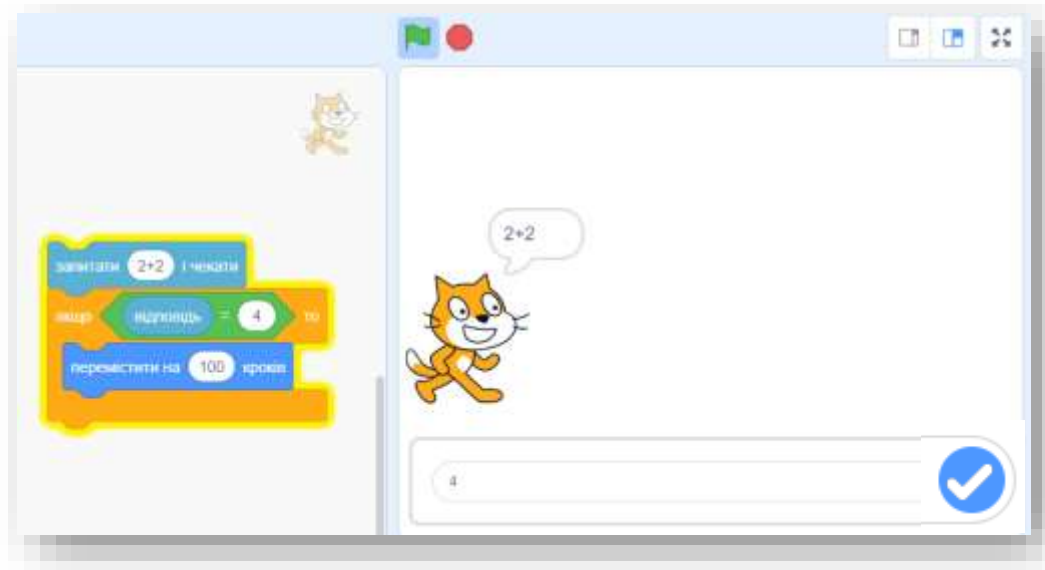 запитати 2+2 і чекати
якщо відповідь = 4 то
перемістити на 100 кроків
2+2
4